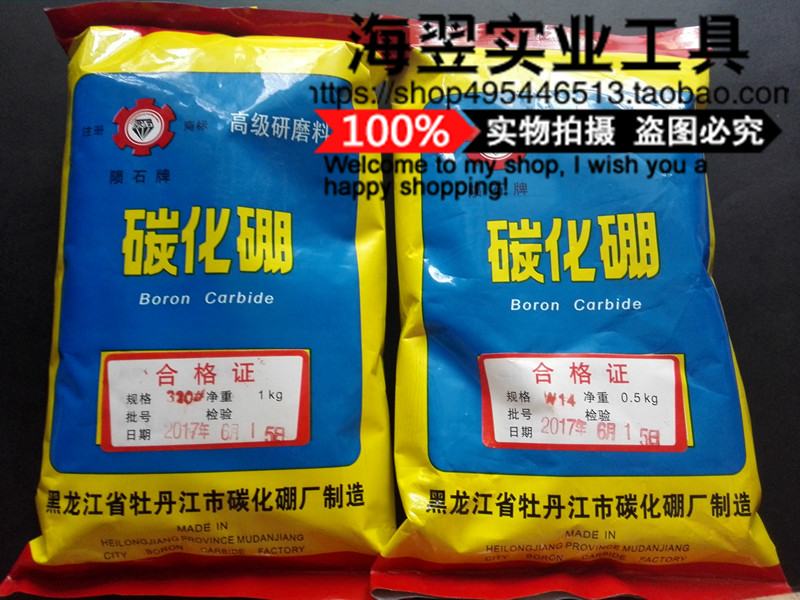 海翌实业工具
https://shop495446513.taobao.com
100% 实物拍摄 盗图必究
Welcome to my shop, I wish you a
happy shopping!
注册 商标 高级研磨料
陨石牌
碳化硼
Boron Carbide
合格证
规格 320# 净重 1kg
批号 检验
日期 2017年 6月 15日
黑龙江省牡丹江市碳化硼厂制造
MADE IN
HEILONGJIANG PROVINCE MUDANJIANG
CITY BORON CARBIDE FACTORY
陨石牌
碳化硼
Boron Carbide
合格证
规格 W14 净重 0.5kg
批号 检验
日期 2017年 6月 15日
黑龙江省牡丹江市碳化硼厂制造
MADE IN
HEILONGJIANG PROVINCE MUDANJIANG
CITY BORON CARBIDE FACTORY